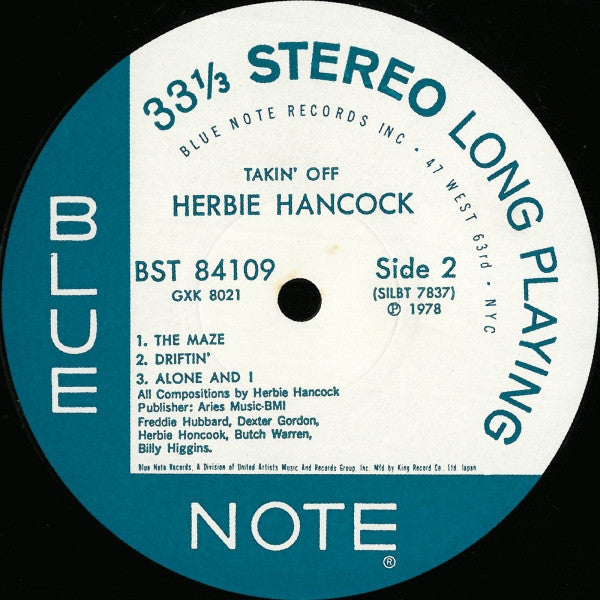 33⅓ STEREO LONG PLAYING
BLUE NOTE RECORDS INC • 47 WEST 63rd • NYC
TAKIN' OFF
HERBIE HANCOCK
BST 84109
GXK 8021
Side 2
(SILBT 7837)
℗ 1978
1. THE MAZE
2. DRIFTIN'
3. ALONE AND I
All Compositions by Herbie Hancock
Publisher: Aries Music-BMI
Freddie Hubbard, Dexter Gordon,
Herbie Honcook, Butch Warren,
Billy Higgins.
Blue Note Records, A Division of United Artists Music And Records Group, Inc. Mfd by King Record Co., Ltd. Japan
BLUE
NOTE®